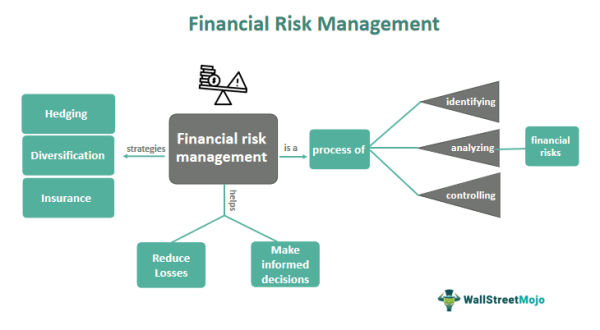 Financial Risk Management
Hedging
Diversification
Insurance
strategies
Financial risk
management
is a
process of
identifying
analyzing
controlling
financial
risks
helps
Reduce
Losses
Make
informed
decisions
WallStreetMojo